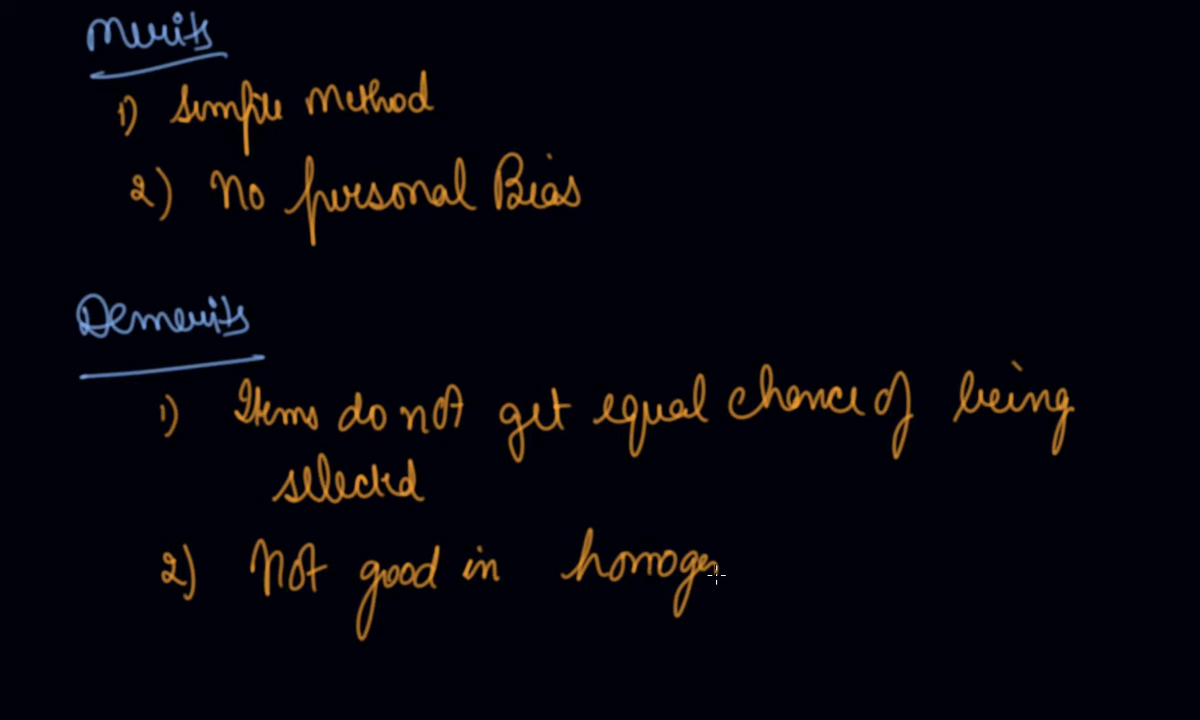 Merits
1) Simple Method
2) No personal Bias
Demerits
1) Items do not get equal chance of being
selected
2) Not good in homogen